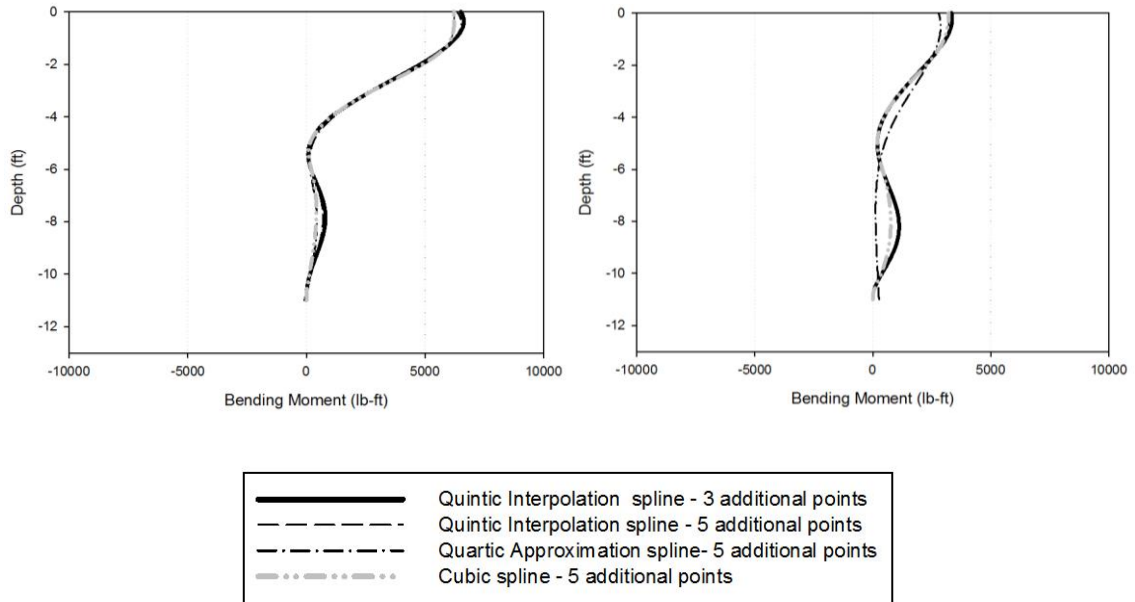 0
-2
-4
-6
-8
-10
-12
Depth (ft)
-10000 -5000 0 5000 10000
Bending Moment (lb-ft)
0
-2
-4
-6
-8
-10
-12
Depth (ft)
-10000 -5000 0 5000 10000
Bending Moment (lb-ft)
Quintic Interpolation spline - 3 additional points
Quintic Interpolation spline - 5 additional points
Quartic Approximation spline- 5 additional points
Cubic spline - 5 additional points